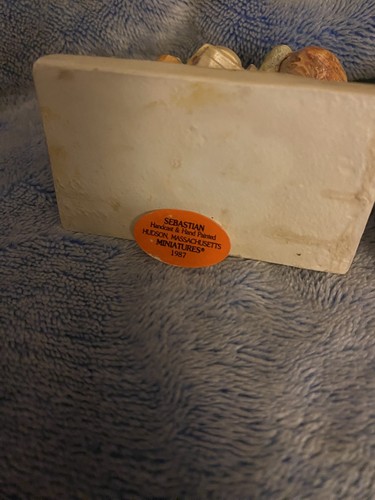 SEBASTIAN
Handcast & Hand Painted
HUDSON, MASSACHUSETTS
MINIATURES®
1987